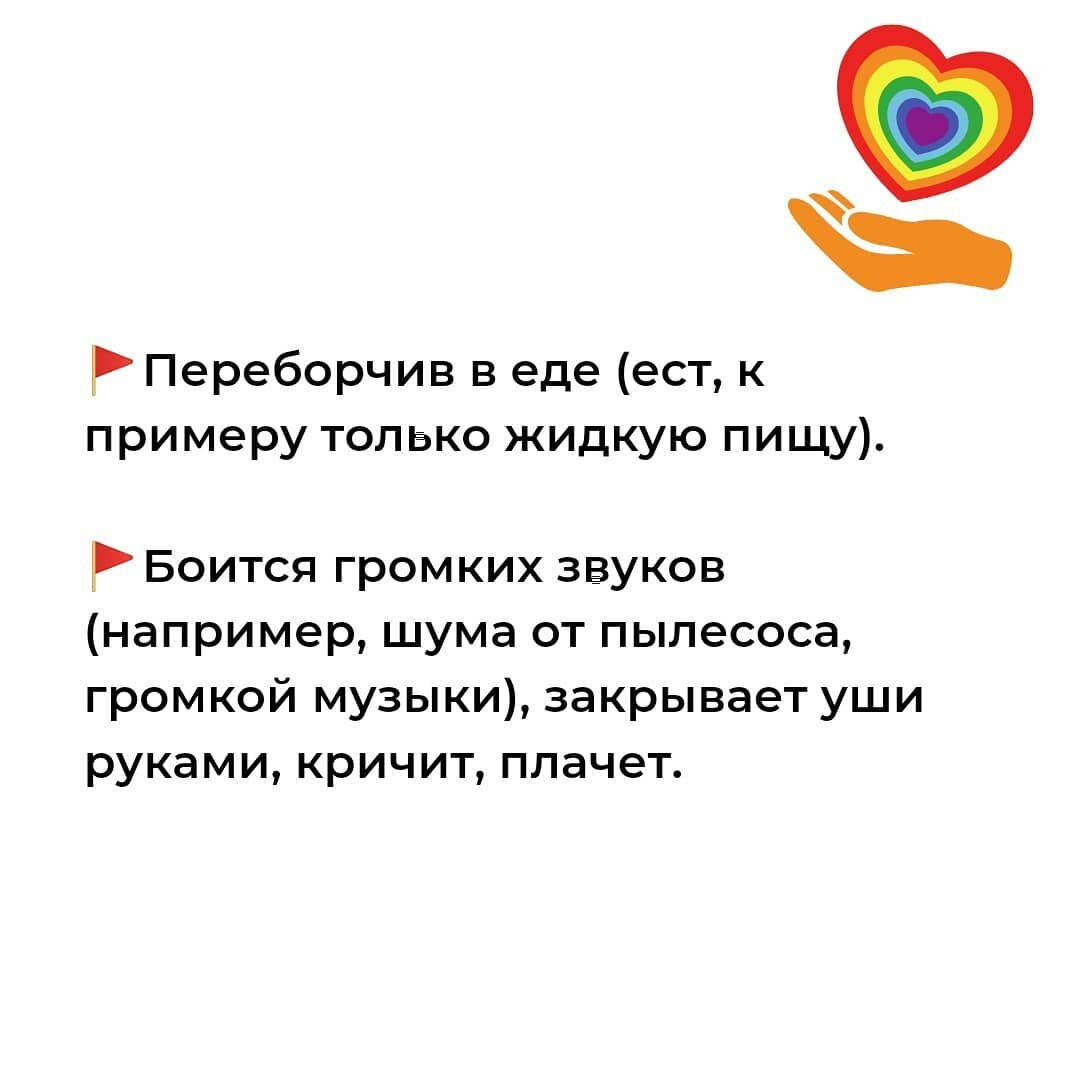 🚩Переборчив в еде (ест, к
примеру только жидкую пищу).
🚩Боится громких звуков
(например, шума от пылесоса,
громкой музыки), закрывает уши
руками, кричит, плачет.